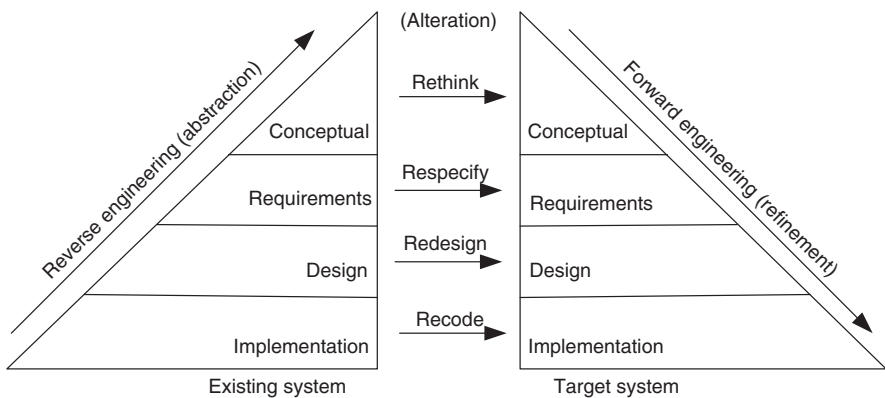 (Alteration)
Reverse engineering (abstraction)
Forward engineering (refinement)
Rethink
Conceptual
Conceptual
Respecify
Requirements
Requirements
Redesign
Design
Design
Recode
Implementation
Implementation
Existing system
Target system